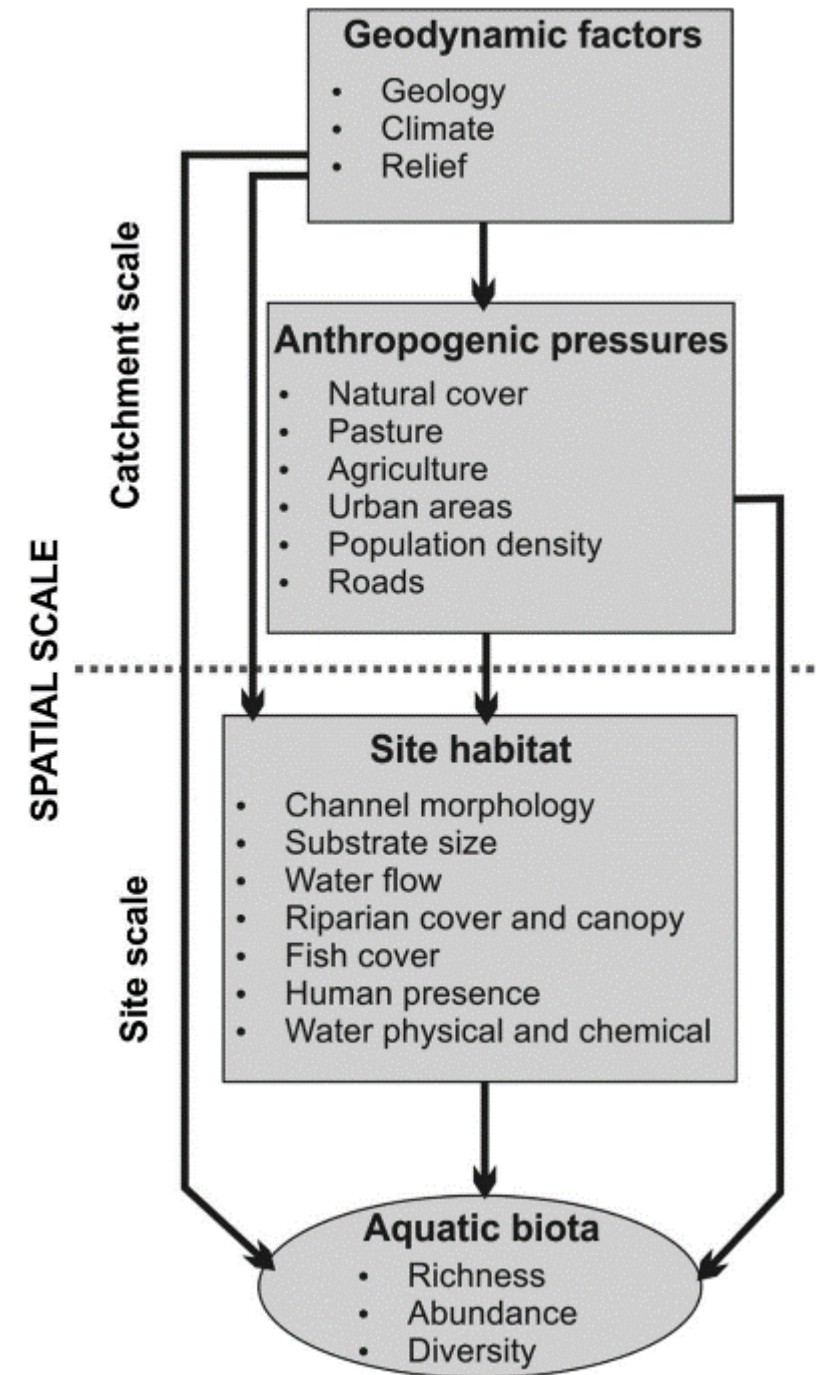 Geodynamic factors
• Geology
• Climate
• Relief
Catchment scale
Anthropogenic pressures
• Natural cover
• Pasture
• Agriculture
• Urban areas
• Population density
• Roads
SPATIAL SCALE
Site habitat
• Channel morphology
• Substrate size
• Water flow
• Riparian cover and canopy
• Fish cover
• Human presence
• Water physical and chemical
Site scale
Aquatic biota
• Richness
• Abundance
• Diversity